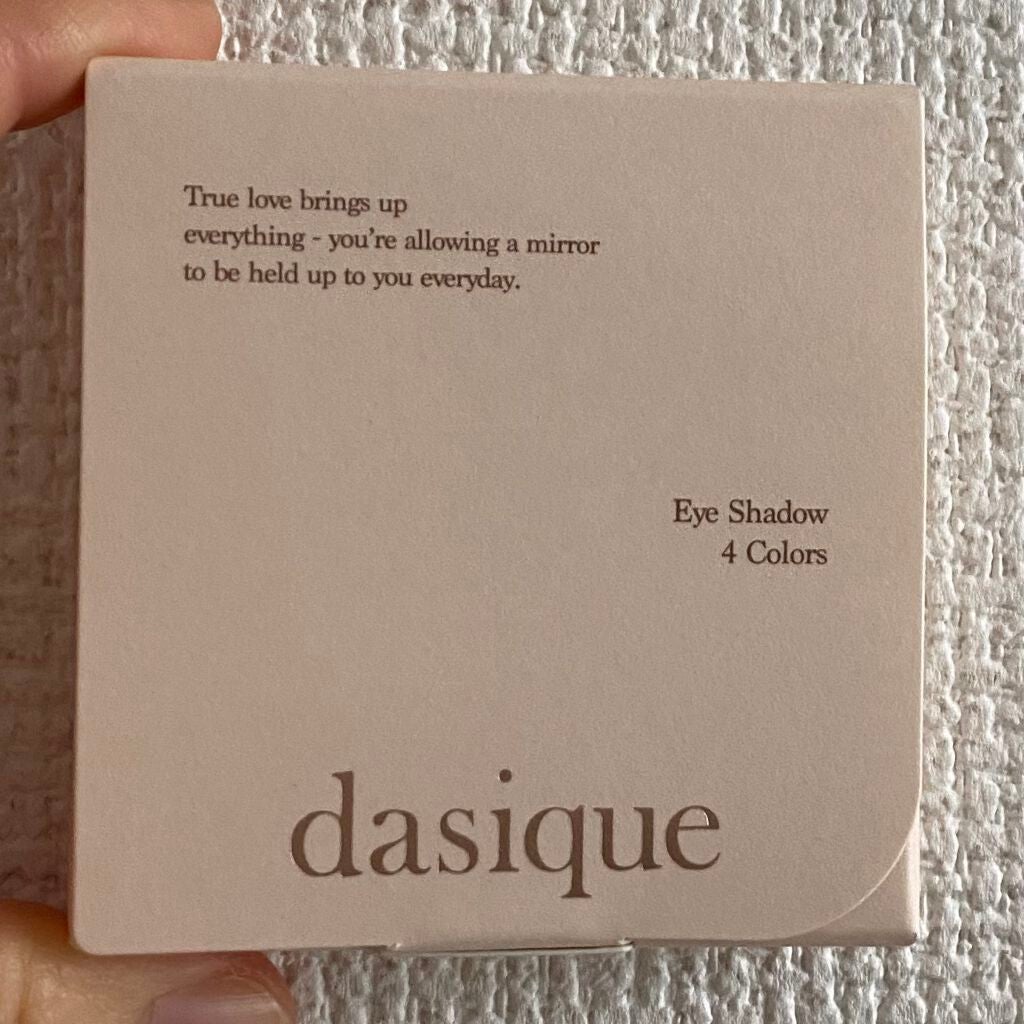 True love brings up
everything - you're allowing a mirror
to be held up to you everyday.
Eye Shadow
4 Colors
dasique